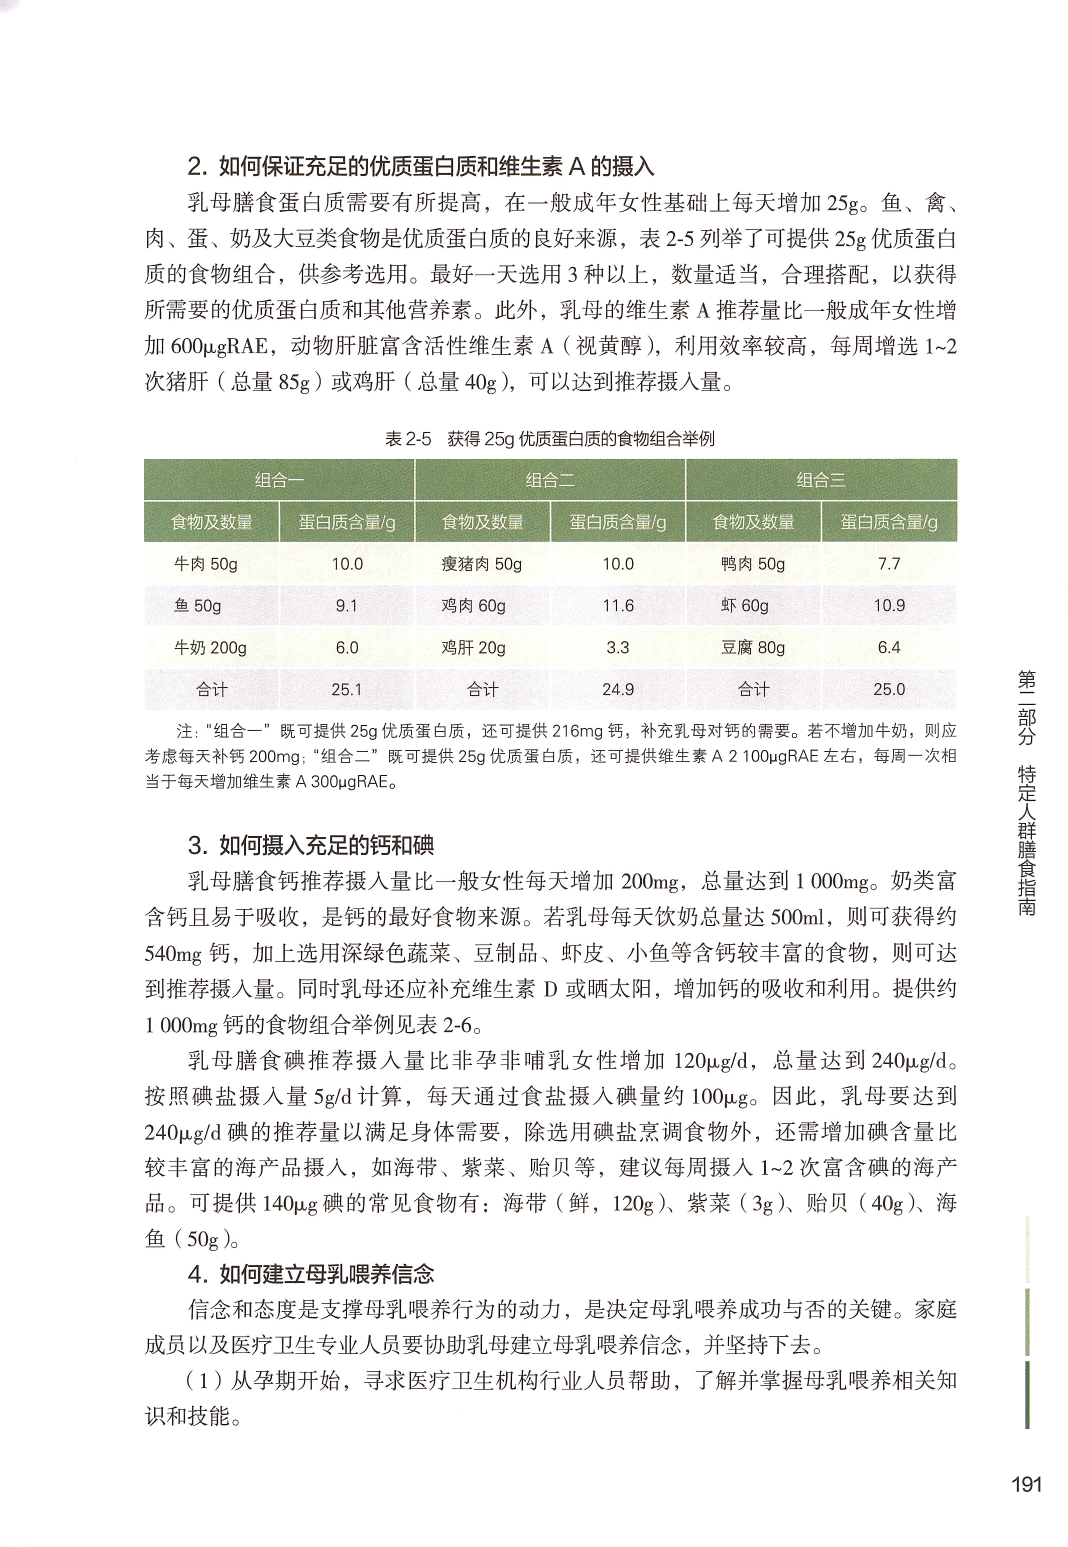 2. 如何保证充足的优质蛋白质和维生素 A 的摄入
乳母膳食蛋白质需要有所提高，在一般成年女性基础上每天增加 25g。鱼、禽、
肉、蛋、奶及大豆类食物是优质蛋白质的良好来源，表 2-5 列举了可提供 25g 优质蛋白
质的食物组合，供参考选用。最好一天选用 3 种以上，数量适当，合理搭配，以获得
所需要的优质蛋白质和其他营养素。此外，乳母的维生素 A 推荐量比一般成年女性增
加 600μgRAE，动物肝脏富含活性维生素 A（视黄醇），利用效率较高，每周增选 1~2
次猪肝（总量 85g）或鸡肝（总量 40g），可以达到推荐摄入量。
表 2-5 获得 25g 优质蛋白质的食物组合举例
组合一 组合二 组合三
食物及数量 蛋白质含量/g 食物及数量 蛋白质含量/g 食物及数量 蛋白质含量/g
牛肉 50g 10.0 瘦猪肉 50g 10.0 鸭肉 50g 7.7
鱼 50g 9.1 鸡肉 60g 11.6 虾 60g 10.9
牛奶 200g 6.0 鸡肝 20g 3.3 豆腐 80g 6.4
合计 25.1 合计 24.9 合计 25.0
注：“组合一”既可提供 25g 优质蛋白质，还可提供 216mg 钙，补充乳母对钙的需要。若不增加牛奶，则应
考虑每天补钙 200mg；“组合二”既可提供 25g 优质蛋白质，还可提供维生素 A 2 100μgRAE 左右，每周一次相
当于每天增加维生素 A 300μgRAE。
3. 如何摄入充足的钙和碘
乳母膳食钙推荐摄入量比一般女性每天增加 200mg，总量达到 1 000mg。奶类富
含钙且易于吸收，是钙的最好食物来源。若乳母每天饮奶总量达 500ml，则可获得约
540mg 钙，加上选用深绿色蔬菜、豆制品、虾皮、小鱼等含钙较丰富的食物，则可达
到推荐摄入量。同时乳母还应补充维生素 D 或晒太阳，增加钙的吸收和利用。提供约
1 000mg 钙的食物组合举例见表 2-6。
乳母膳食碘推荐摄入量比非孕非哺乳女性增加 120μg/d，总量达到 240μg/d。
按照碘盐摄入量 5g/d 计算，每天通过食盐摄入碘量约 100μg。因此，乳母要达到
240μg/d 碘的推荐量以满足身体需要，除选用碘盐烹调食物外，还需增加碘含量比
较丰富的海产品摄入，如海带、紫菜、贻贝等，建议每周摄入 1~2 次富含碘的海产
品。可提供 140μg 碘的常见食物有：海带（鲜，120g）、紫菜（3g）、贻贝（40g）、海
鱼（50g）。
4. 如何建立母乳喂养信念
信念和态度是支撑母乳喂养行为的动力，是决定母乳喂养成功与否的关键。家庭
成员以及医疗卫生专业人员要协助乳母建立母乳喂养信念，并坚持下去。
（1）从孕期开始，寻求医疗卫生机构行业人员帮助，了解并掌握母乳喂养相关知
识和技能。
第二部分 特定人群膳食指南
191